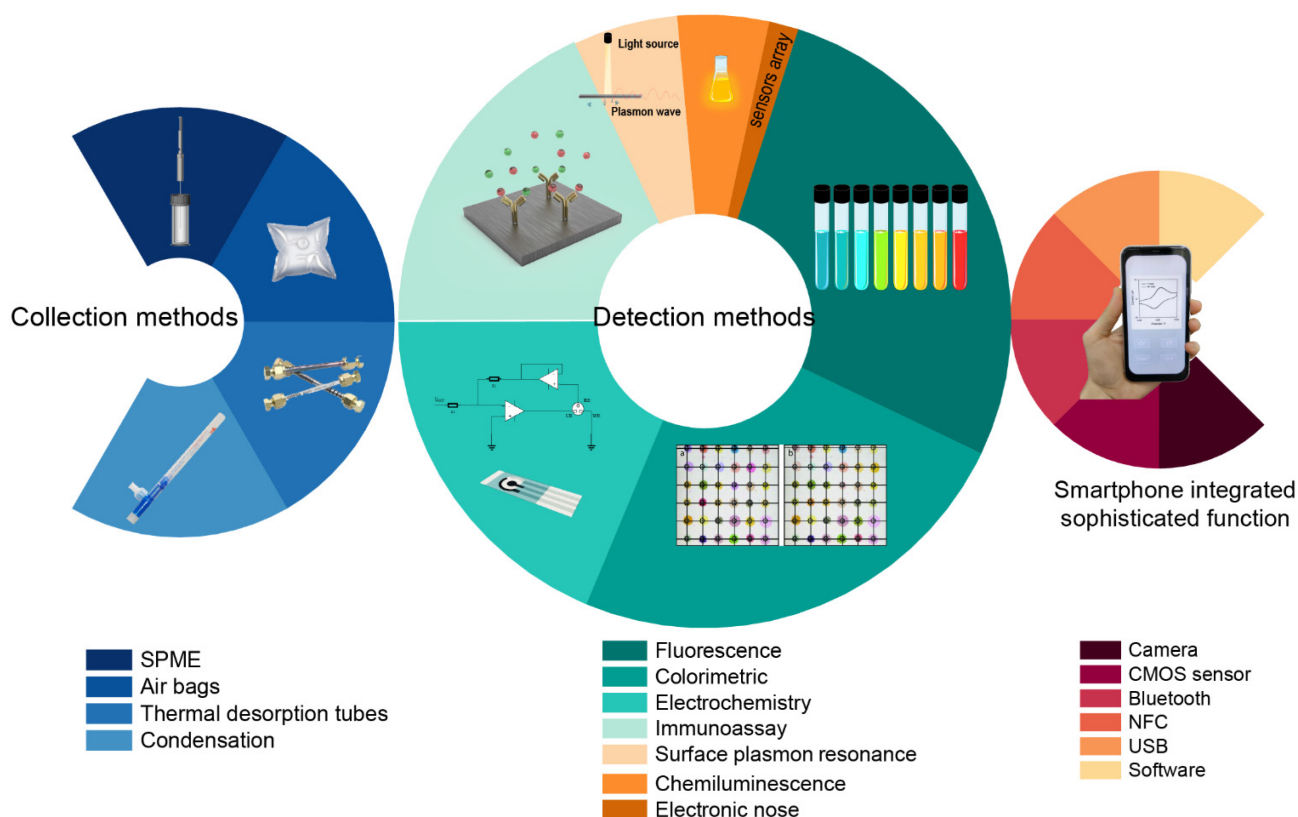 Light source
Plasmon wave
sensors array
Collection methods
Detection methods
a
b
Smartphone integrated
sophisticated function
SPME
Air bags
Thermal desorption tubes
Condensation
Fluorescence
Colorimetric
Electrochemistry
Immunoassay
Surface plasmon resonance
Chemiluminescence
Electronic nose
Camera
CMOS sensor
Bluetooth
NFC
USB
Software